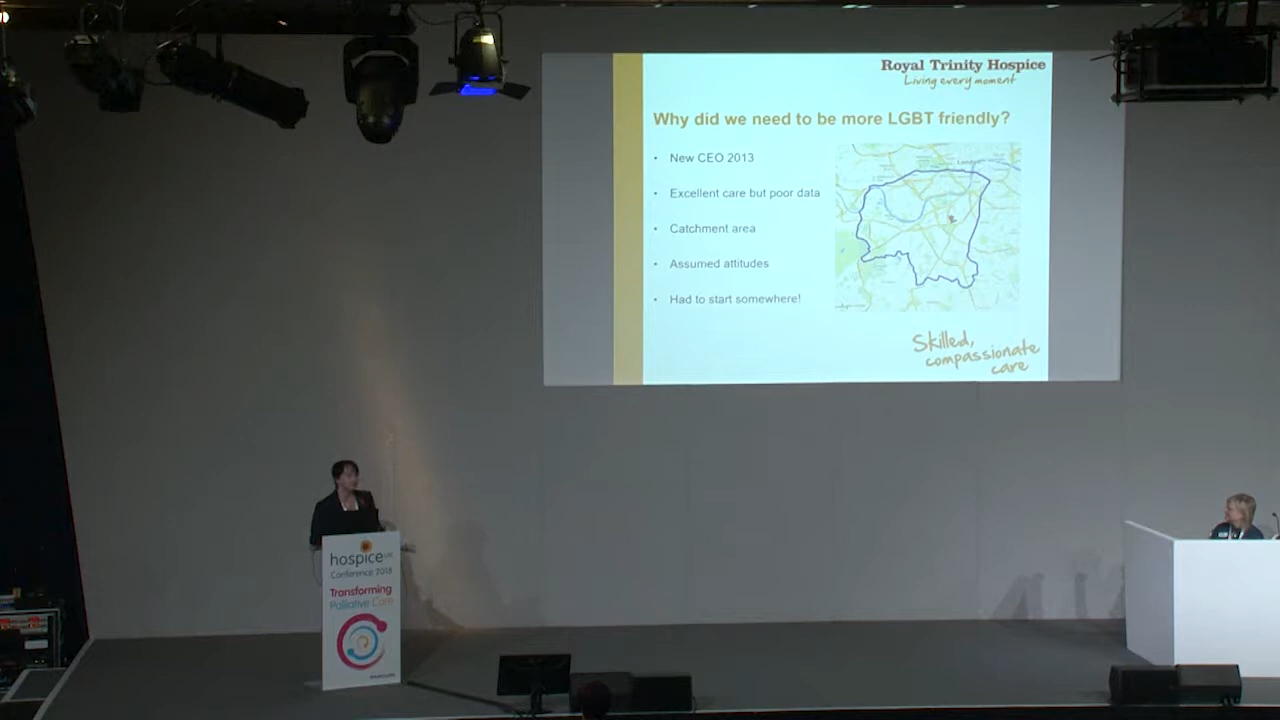 Royal Trinity Hospice
Living every moment
Why did we need to be more LGBT friendly?
• New CEO 2013
• Excellent care but poor data
• Catchment area
• Assumed attitudes
• Had to start somewhere!
Skilled,
compassionate
care
hospice UK
Conference 2018
Transforming
Palliative Care